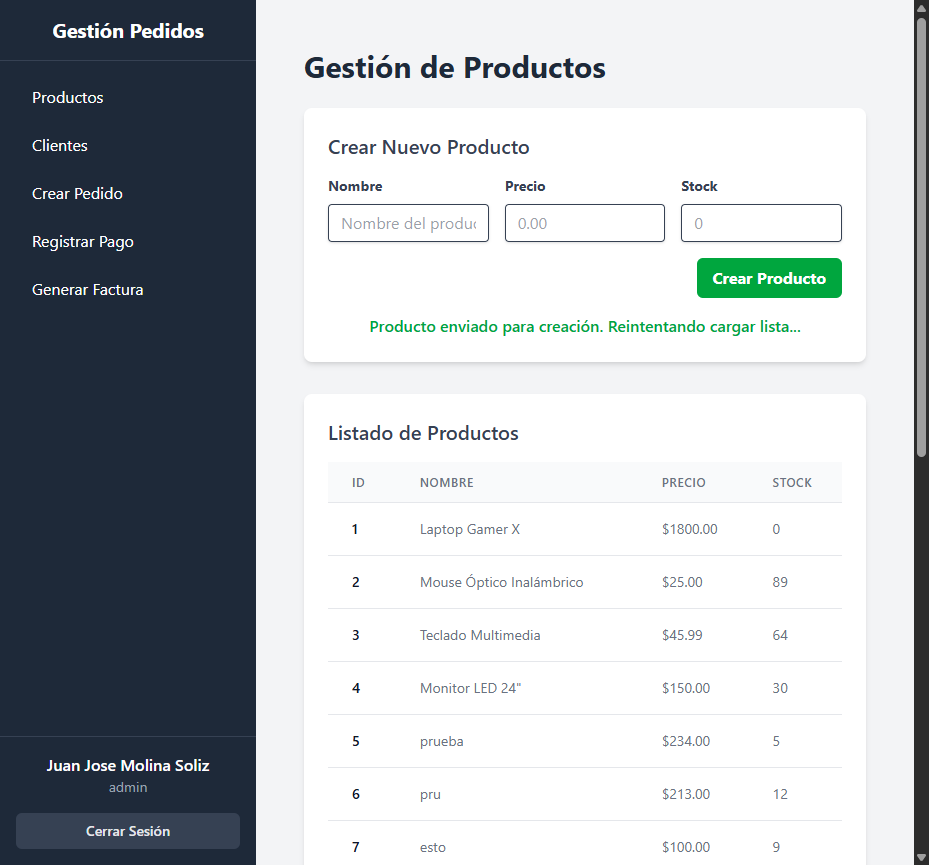 Gestión Pedidos
Productos
Clientes
Crear Pedido
Registrar Pago
Generar Factura
Juan Jose Molina Soliz
admin
Cerrar Sesión
Gestión de Productos
Crear Nuevo Producto
Nombre Precio Stock
Nombre del produc 0.00 0
Crear Producto
Producto enviado para creación. Reintentando cargar lista...
Listado de Productos
ID NOMBRE PRECIO STOCK
1 Laptop Gamer X $1800.00 0
2 Mouse Óptico Inalámbrico $25.00 89
3 Teclado Multimedia $45.99 64
4 Monitor LED 24" $150.00 30
5 prueba $234.00 5
6 pru $213.00 12
7 esto $100.00 9